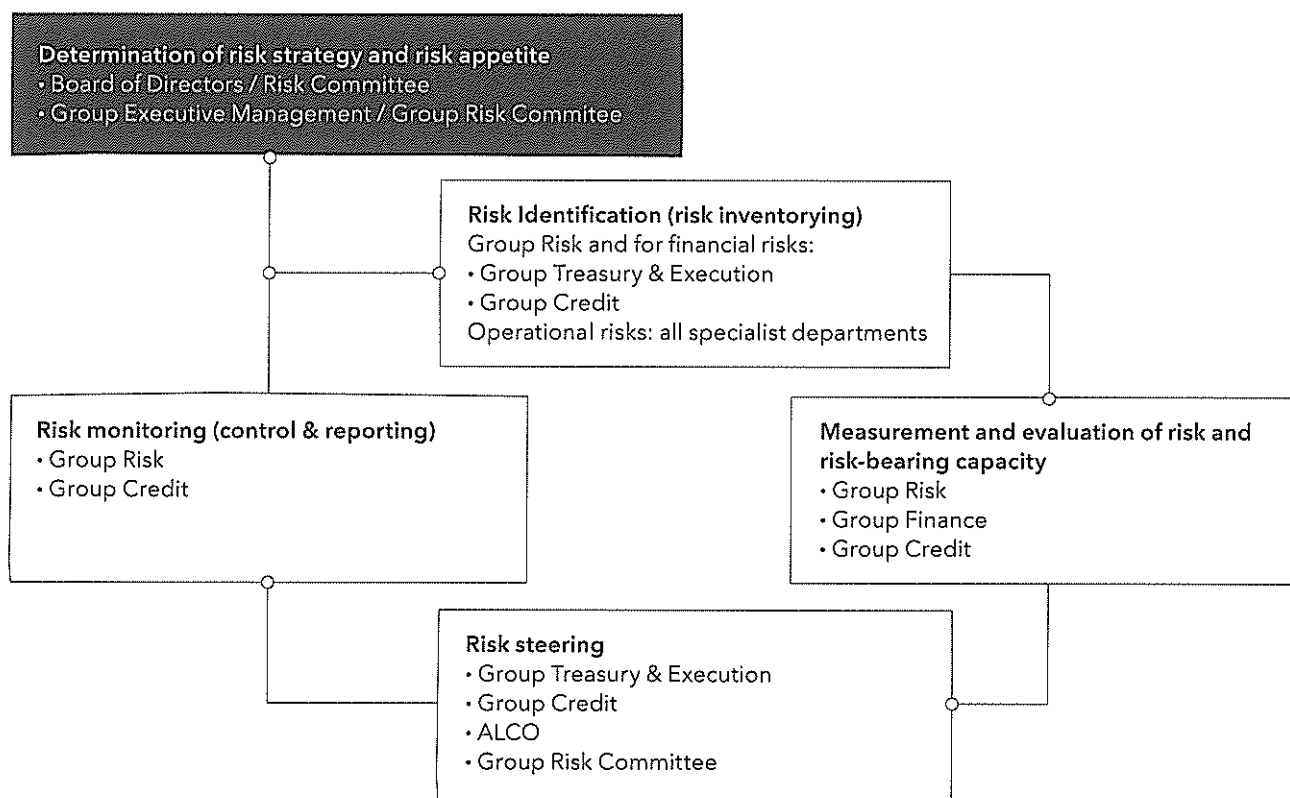 Determination of risk strategy and risk appetite
• Board of Directors / Risk Committee
• Group Executive Management / Group Risk Commitee
Risk Identification (risk inventorying)
Group Risk and for financial risks:
• Group Treasury & Execution
• Group Credit
Operational risks: all specialist departments
Risk monitoring (control & reporting)
• Group Risk
• Group Credit
Measurement and evaluation of risk and
risk-bearing capacity
• Group Risk
• Group Finance
• Group Credit
Risk steering
• Group Treasury & Execution
• Group Credit
• ALCO
• Group Risk Committee